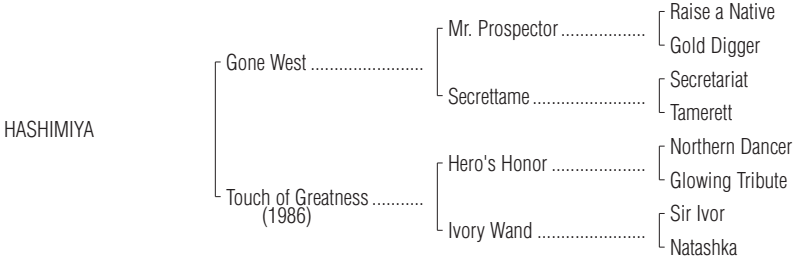 Raise a Native
Mr. Prospector ..................
Gold Digger
Gone West ........................
Secretariat
Secrettame ........................
Tamerett
HASHIMIYA
Northern Dancer
Hero's Honor ....................
Glowing Tribute
Touch of Greatness ...........
(1986)
Sir Ivor
Ivory Wand .......................
Natashka